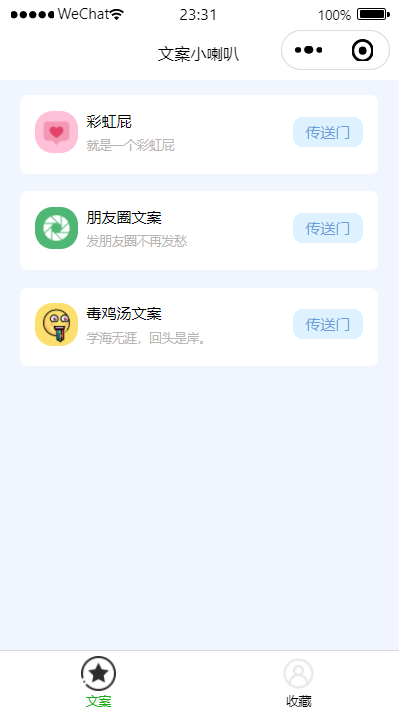 WeChat 23:31 100%
文案小喇叭
彩虹屁
就是一个彩虹屁
传送门
朋友圈文案
发朋友圈不再发愁
传送门
毒鸡汤文案
学海无涯，回头是岸。
传送门
文案 收藏